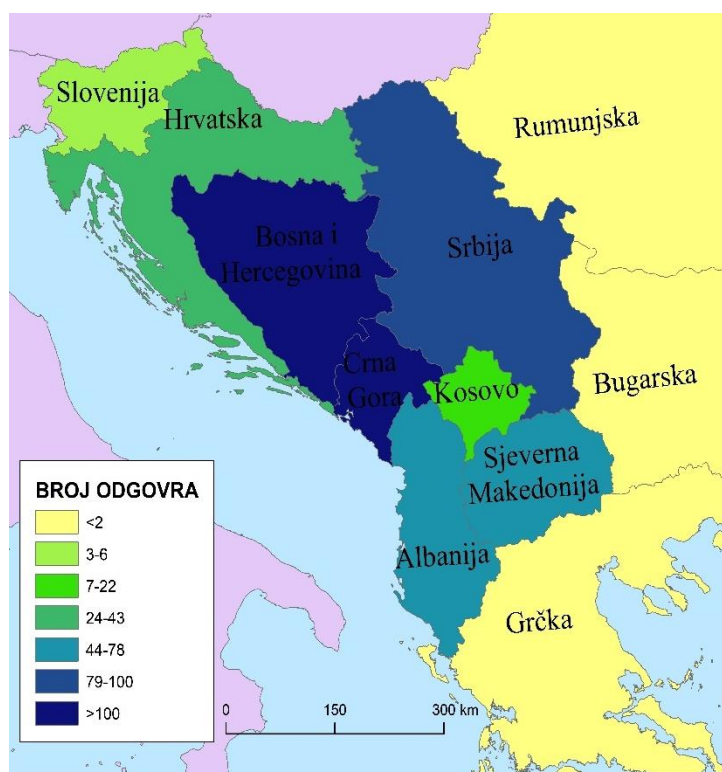 Slovenija
Hrvatska
Rumunjska
Bosna i
Hercegovina
Srbija
Crna
Gora
Kosovo
Bugarska
Sjeverna
Makedonija
Albanija
Grčka
BROJ ODGOVRA
<2
3-6
7-22
24-43
44-78
79-100
>100
0 150 300 km